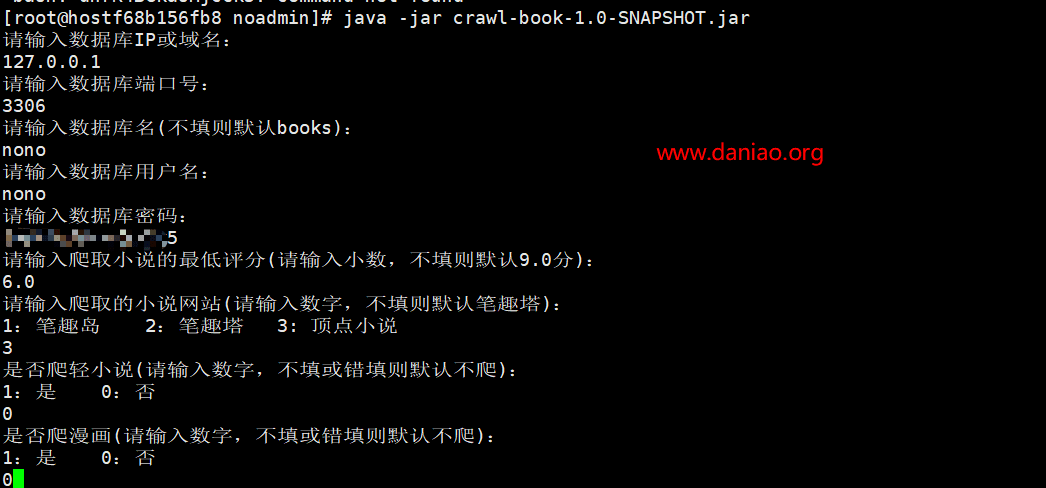 [root@hostf68b156fb8 noadmin]# java -jar crawl-book-1.0-SNAPSHOT.jar
请输入数据库IP或域名：
127.0.0.1
请输入数据库端口号：
3306
请输入数据库名(不填则默认books)：
nono
www.daniao.org
请输入数据库用户名：
nono
请输入数据库密码：
5
请输入爬取小说的最低评分(请输入小数，不填则默认9.0分)：
6.0
请输入爬取的小说网站(请输入数字，不填则默认笔趣塔)：
1：笔趣岛 2：笔趣塔 3: 顶点小说
3
是否爬轻小说(请输入数字，不填或错填则默认不爬)：
1：是 0：否
0
是否爬漫画(请输入数字，不填或错填则默认不爬)：
1：是 0：否
0